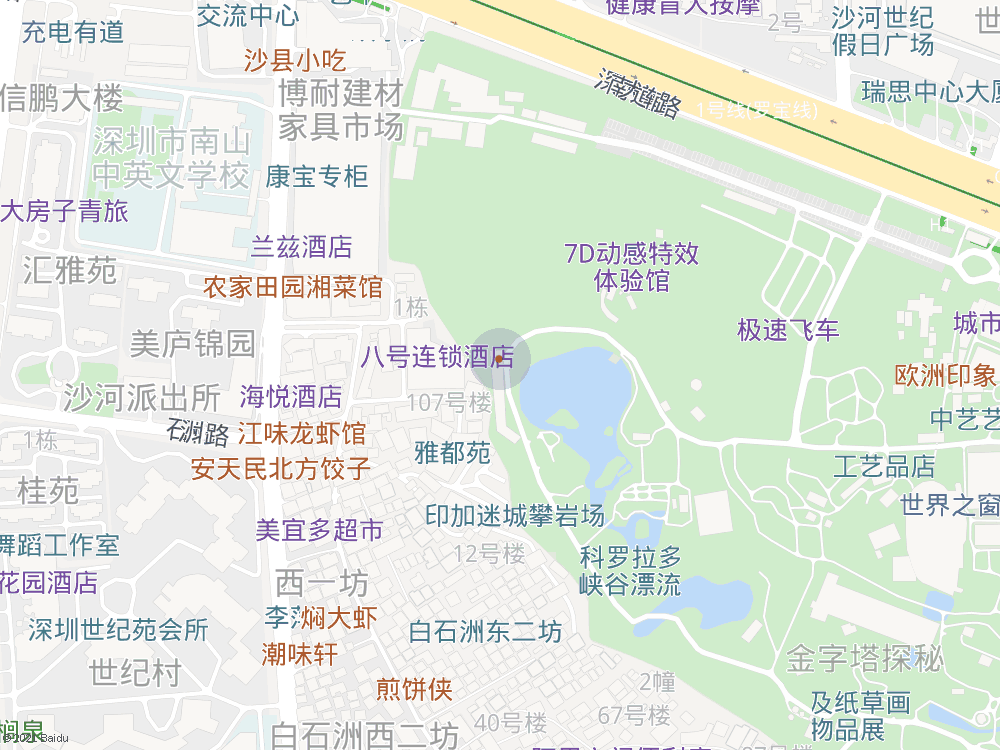 健康盲人按摩
交流中心
充电有道
2号
沙河世纪
假日广场
沙县小吃
信鹏大楼
博耐建材
家具市场
瑞思中心大厦
1号线(罗宝线)
深圳市南山
中英文学校
康宝专柜
大房子青旅
兰兹酒店
7D动感特效
体验馆
汇雅苑
农家田园湘菜馆
1栋
极速飞车
城市
美庐锦园
八号连锁酒店
欧洲印象
沙河派出所
海悦酒店
107号楼
中艺艺
江味龙虾馆
1栋
雅都苑
安天民北方饺子
工艺品店
桂苑
世界之窗
印加迷城攀岩场
美宜多超市
舞蹈工作室
12号楼
科罗拉多
峡谷漂流
花园酒店
西一坊
焖大虾
深圳世纪苑会所
白石洲东二坊
潮味轩
金字塔探秘
世纪村
煎饼侠
2幢
及纸草画
物品展
67号楼
40号楼
白石洲西二坊
© 2021 Baidu